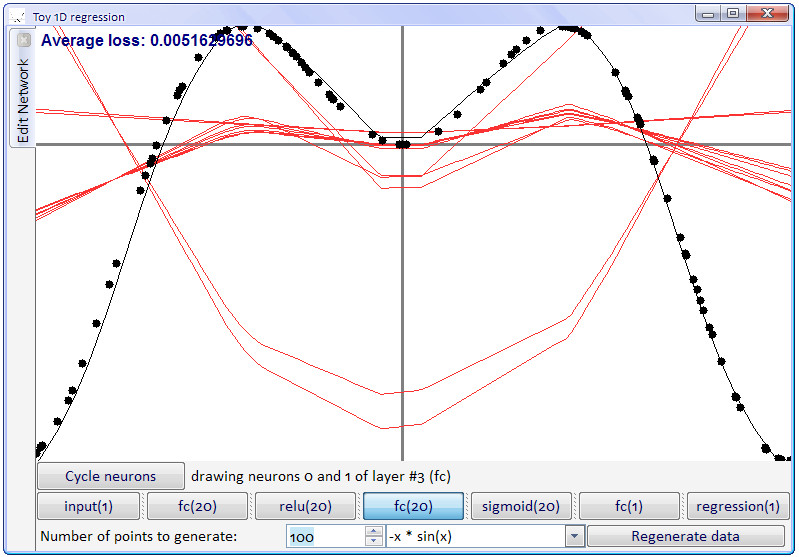 Toy 1D regression
Average loss: 0.0051629696
Edit Network
Cycle neurons drawing neurons 0 and 1 of layer #3 (fc)
input(1) fc(20) relu(20) fc(20) sigmoid(20) fc(1) regression(1)
Number of points to generate: 100 -x * sin(x) Regenerate data